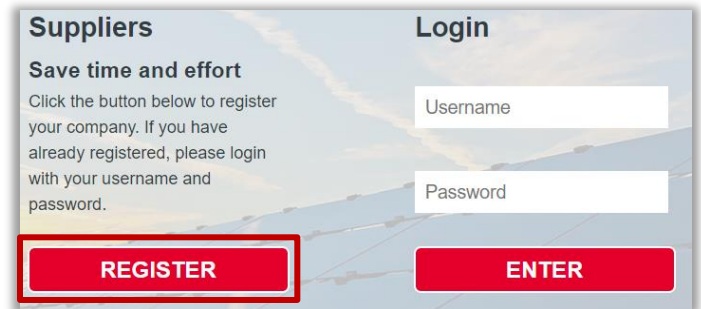 Suppliers
Save time and effort
Click the button below to register
your company. If you have
already registered, please login
with your username and
password.
REGISTER
Login
Username
Password
ENTER